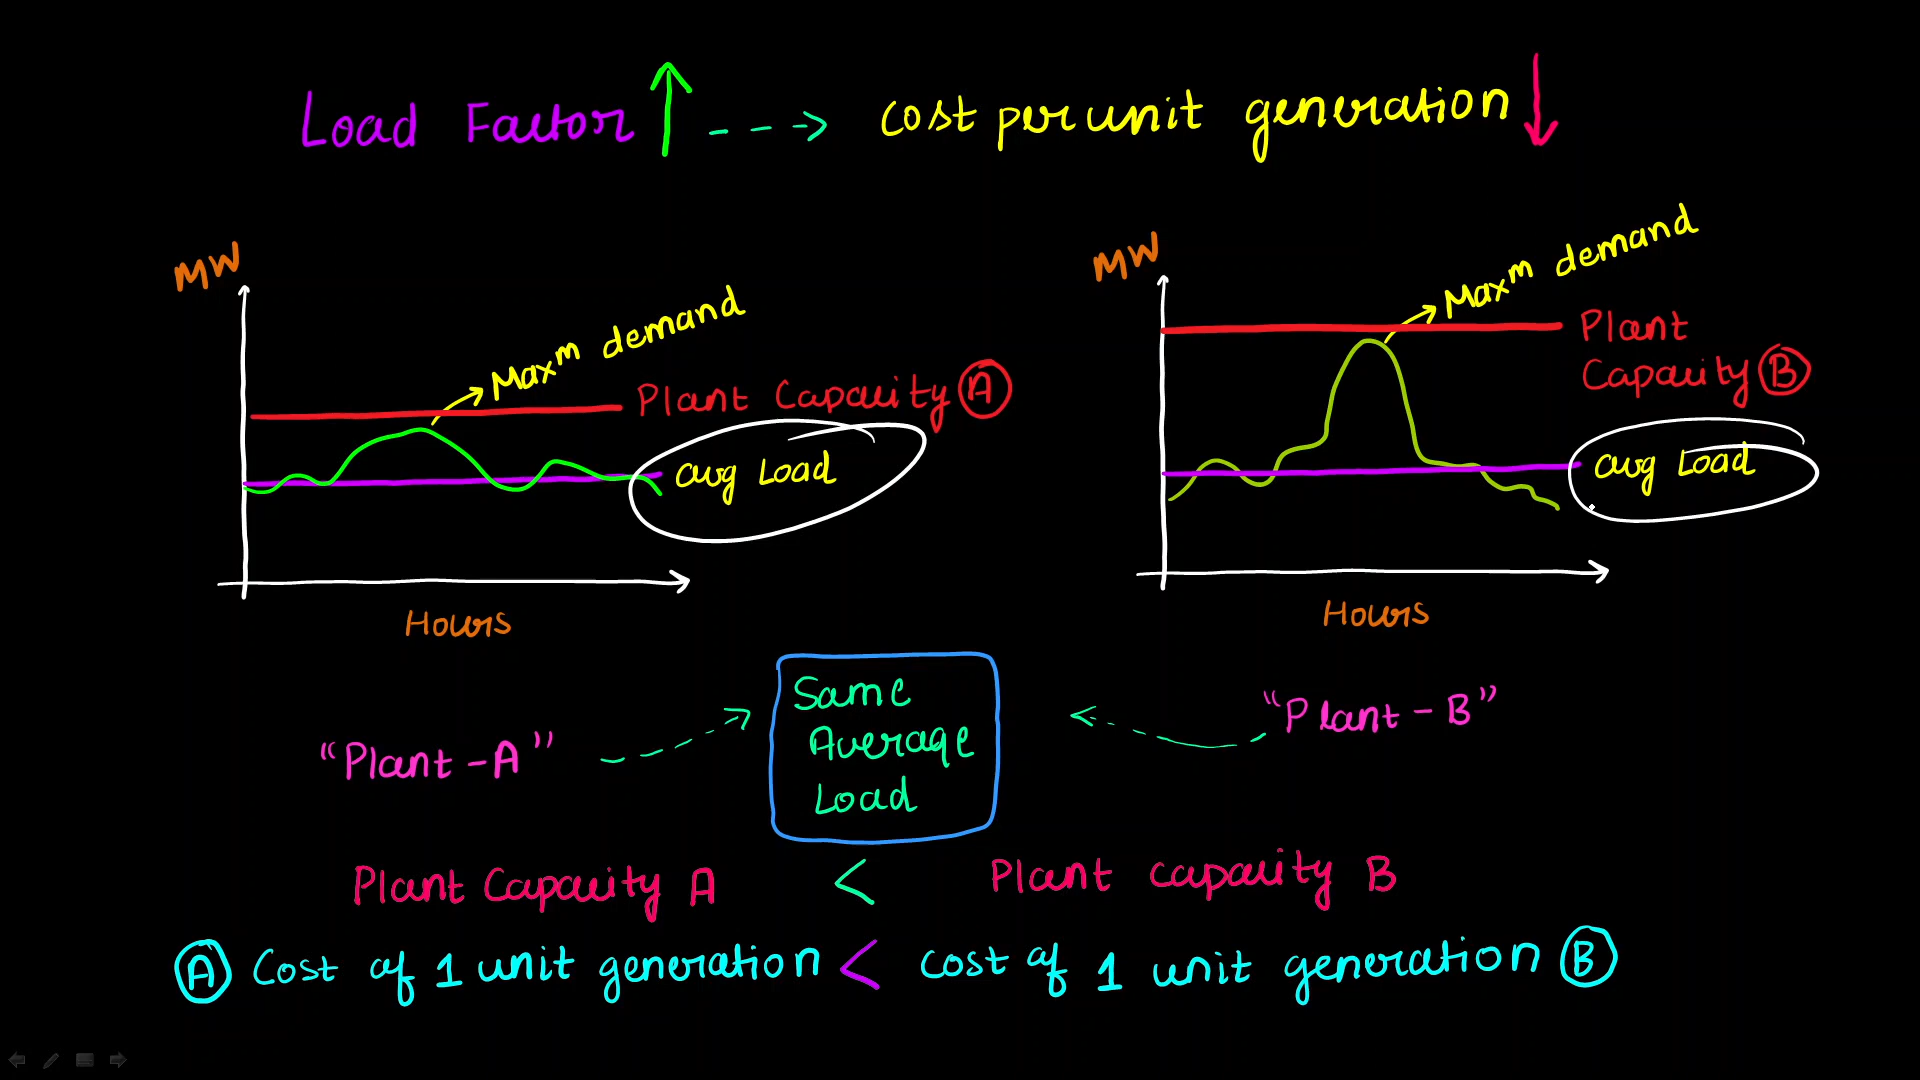 Load Factor ↑ ---> Cost per unit generation ↓
MW
Maxᵐ demand
Plant Capacity A
avg Load
Hours
MW
Maxᵐ demand
Plant
Capacity B
avg Load
Hours
"Plant-A"
Same
Average
Load
"Plant-B"
Plant Capacity A < Plant capacity B
A Cost of 1 unit generation < cost of 1 unit generation B